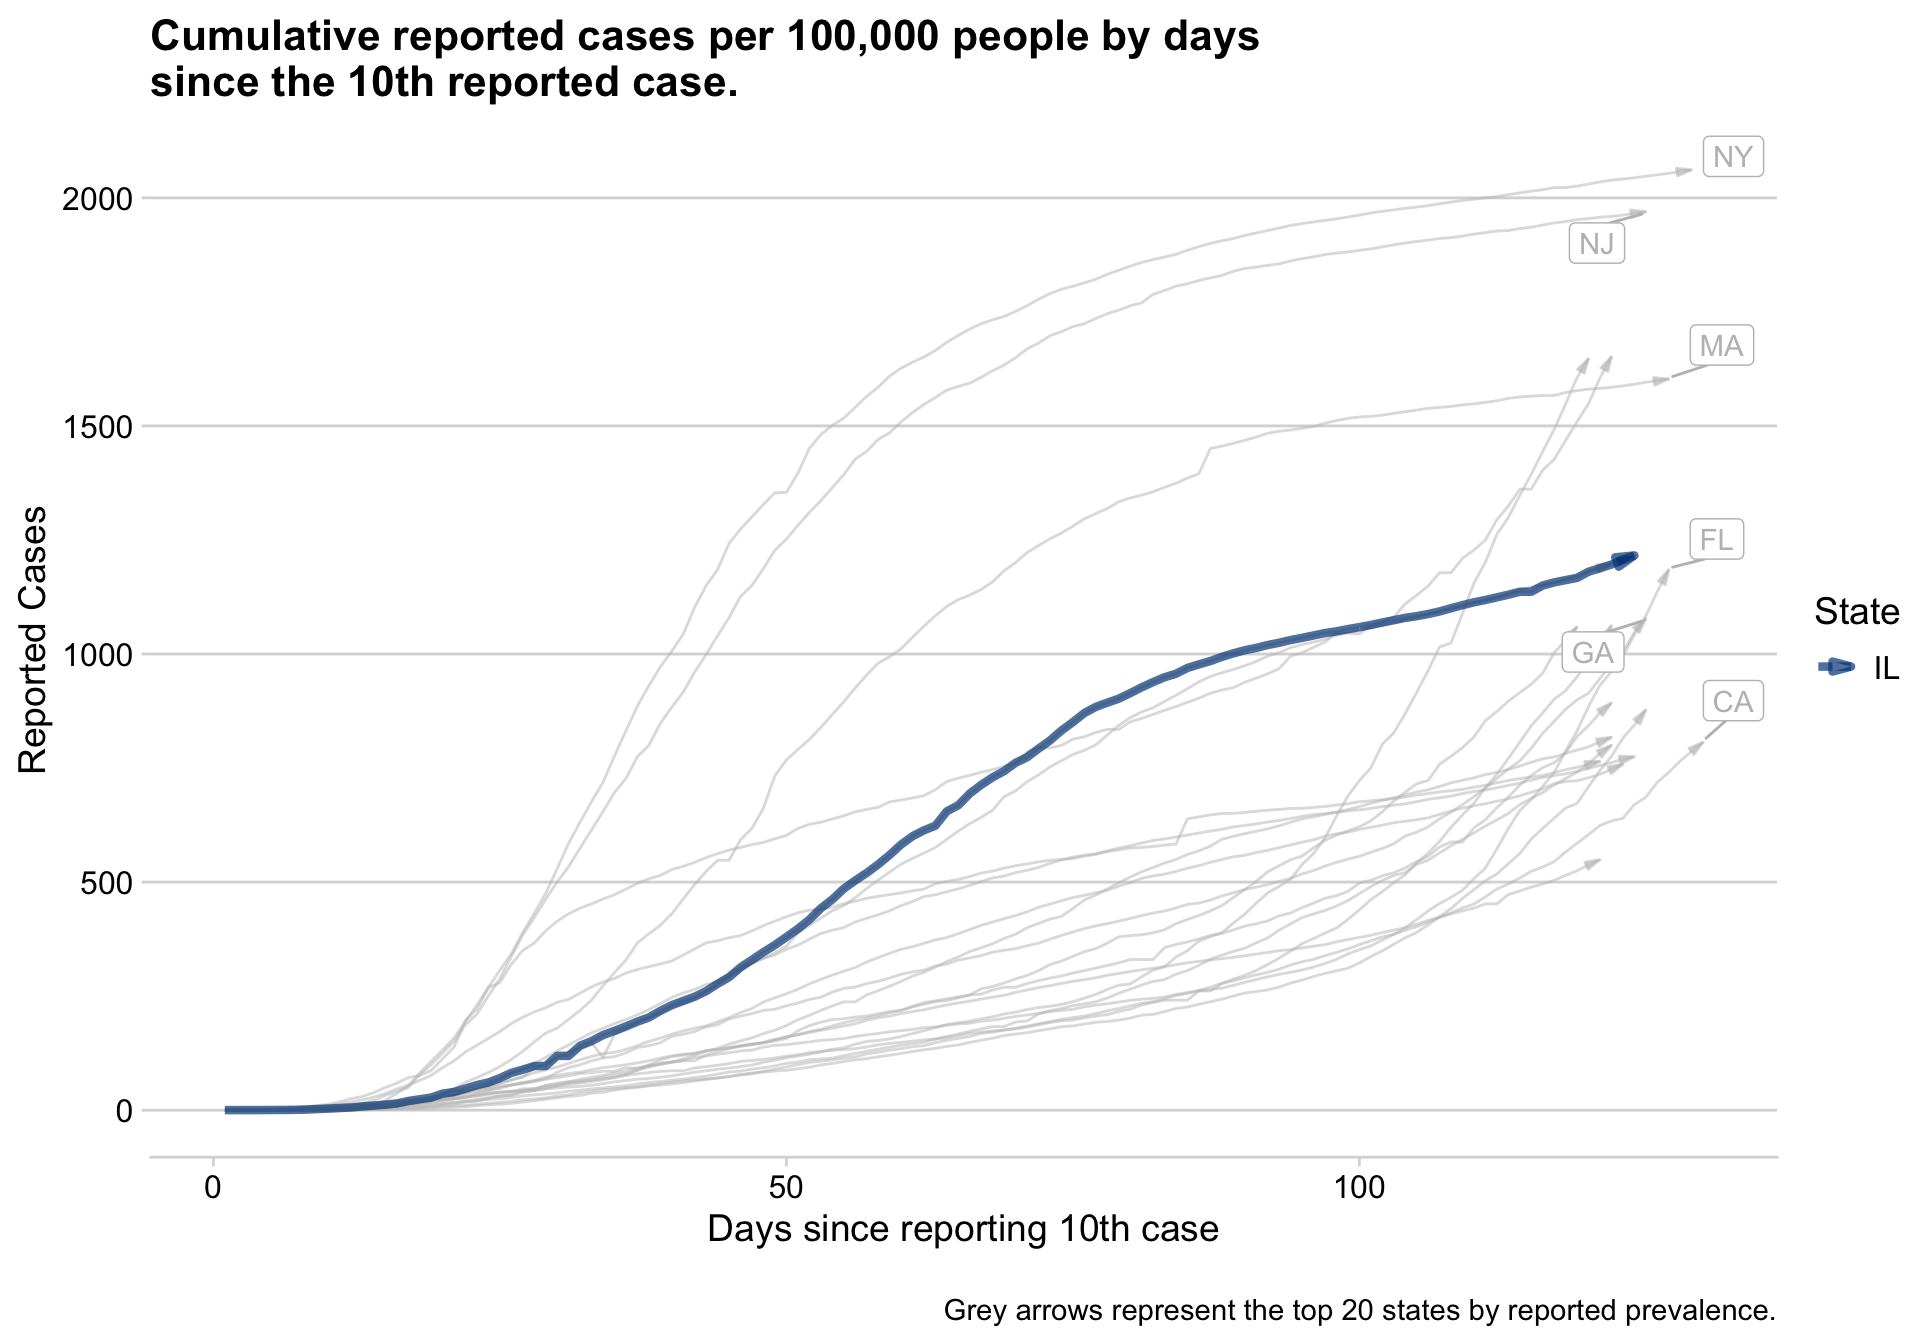 Cumulative reported cases per 100,000 people by days
since the 10th reported case.
NY
2000
NJ
MA
1500
FL
Reported Cases
State
1000
GA
IL
CA
500
0
0 50 100
Days since reporting 10th case
Grey arrows represent the top 20 states by reported prevalence.